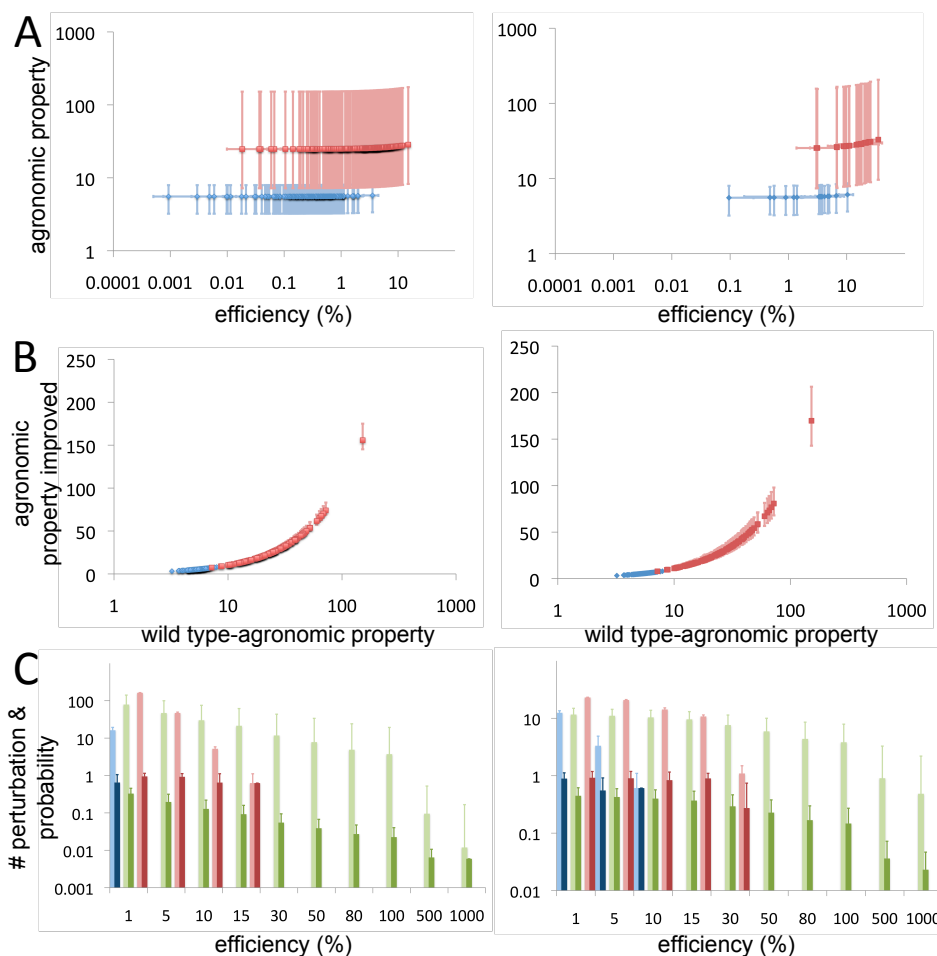 A
agronomic property
1000
100
10
1
0.0001 0.001 0.01 0.1 1 10
efficiency (%)
1000
100
10
1
0.0001 0.001 0.01 0.1 1 10
efficiency (%)
B
agronomic
property improved
250
200
150
100
50
0
1 10 100 1000
wild type-agronomic property
250
200
150
100
50
0
1 10 100 1000
wild type-agronomic property
C
# perturbation &
probability
100
10
1
0.1
0.01
0.001
1 5 10 15 30 50 80 100 500 1000
efficiency (%)
10
1
0.1
0.01
1 5 10 15 30 50 80 100 500 1000
efficiency (%)